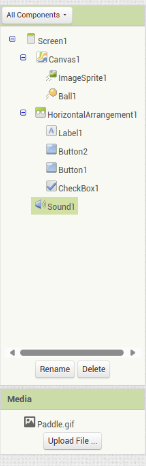 All Components
Screen1
Canvas1
ImageSprite1
Ball1
HorizontalArrangement1
Label1
Button2
Button1
CheckBox1
Sound1
Rename Delete
Media
Paddle.gif
Upload File ...